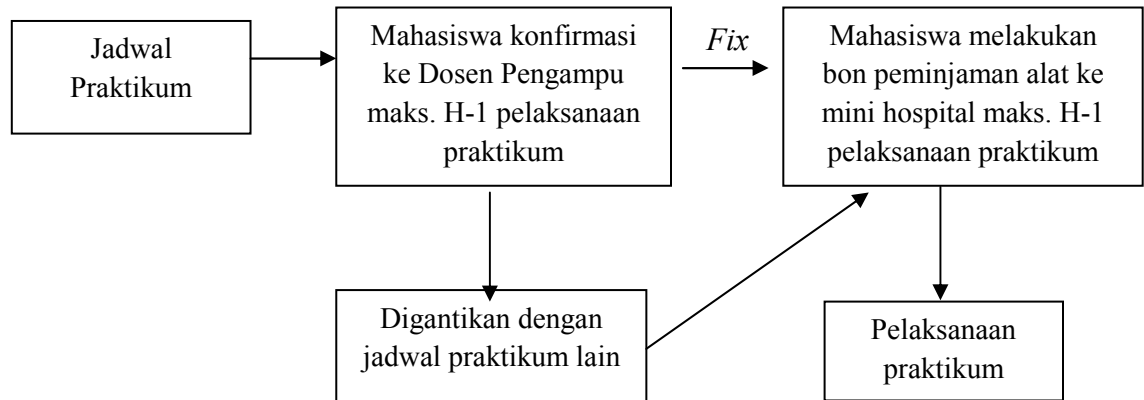 Jadwal
Praktikum
Mahasiswa konfirmasi
ke Dosen Pengampu
maks. H-1 pelaksanaan
praktikum
Fix
Mahasiswa melakukan
bon peminjaman alat ke
mini hospital maks. H-1
pelaksanaan praktikum
Digantikan dengan
jadwal praktikum lain
Pelaksanaan
praktikum